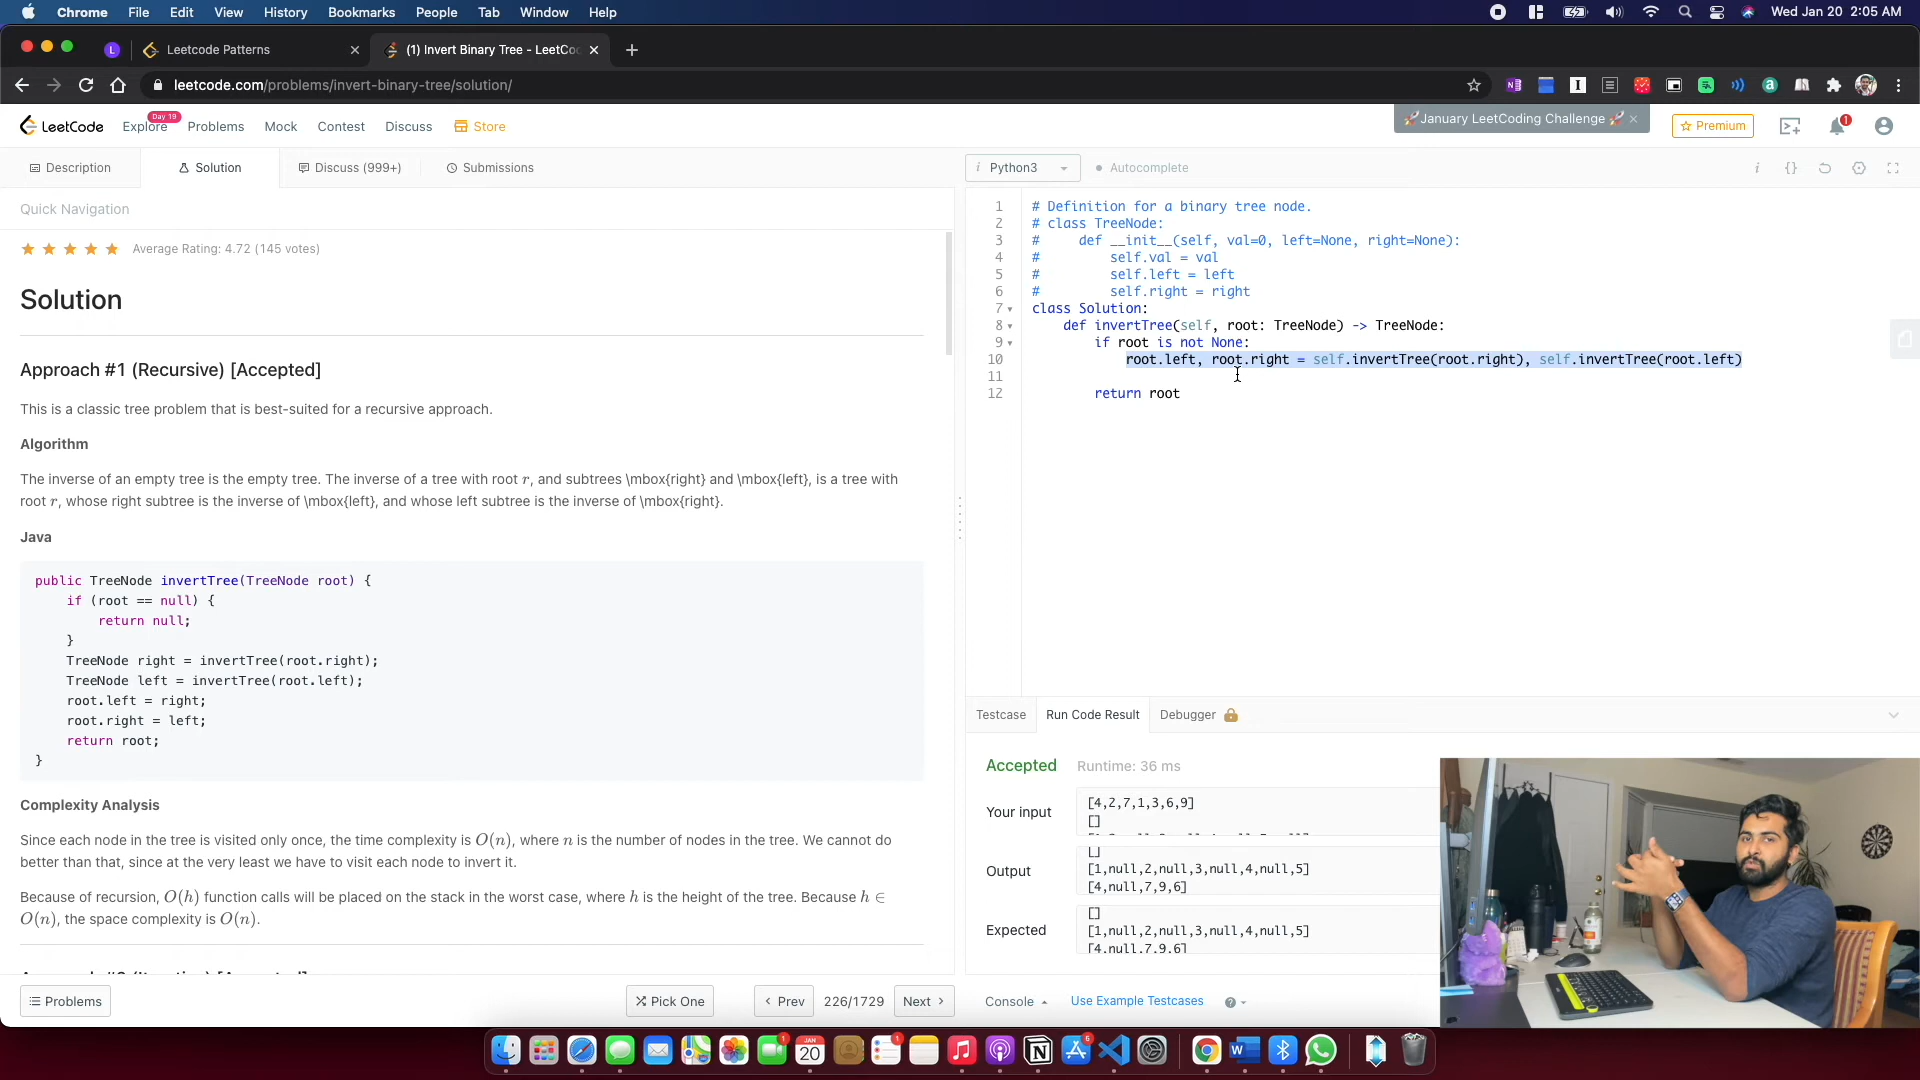 Chrome File Edit View History Bookmarks People Tab Window Help Wed Jan 20 2:05 AM
L Leetcode Patterns (1) Invert Binary Tree - LeetCo
leetcode.com/problems/invert-binary-tree/solution/
LeetCode Explore Day 19 Problems Mock Contest Discuss Store January LeetCoding Challenge Premium 1
Description Solution Discuss (999+) Submissions
Quick Navigation
Average Rating: 4.72 (145 votes)
Solution
Approach #1 (Recursive) [Accepted]
This is a classic tree problem that is best-suited for a recursive approach.
Algorithm
The inverse of an empty tree is the empty tree. The inverse of a tree with root r, and subtrees \mbox{right} and \mbox{left}, is a tree with
root r, whose right subtree is the inverse of \mbox{left}, and whose left subtree is the inverse of \mbox{right}.
Java
public TreeNode invertTree(TreeNode root) {
if (root == null) {
return null;
}
TreeNode right = invertTree(root.right);
TreeNode left = invertTree(root.left);
root.left = right;
root.right = left;
return root;
}
Complexity Analysis
Since each node in the tree is visited only once, the time complexity is O(n), where n is the number of nodes in the tree. We cannot do
better than that, since at the very least we have to visit each node to invert it.
Because of recursion, O(h) function calls will be placed on the stack in the worst case, where h is the height of the tree. Because h ∈
O(n), the space complexity is O(n).
Problems Pick One Prev 226/1729 Next
Python3 Autocomplete
1 # Definition for a binary tree node.
2 # class TreeNode:
3 # def __init__(self, val=0, left=None, right=None):
4 # self.val = val
5 # self.left = left
6 # self.right = right
7 class Solution:
8 def invertTree(self, root: TreeNode) -> TreeNode:
9 if root is not None:
10 root.left, root.right = self.invertTree(root.right), self.invertTree(root.left)
11
12 return root
Testcase Run Code Result Debugger
Accepted Runtime: 36 ms
Your input
[4,2,7,1,3,6,9]
[]
Output
[]
[1,null,2,null,3,null,4,null,5]
[4,null,7,9,6]
Expected
[]
[1,null,2,null,3,null,4,null,5]
[4,null,7,9,6]
Console Use Example Testcases
1 JAN 20 1 6